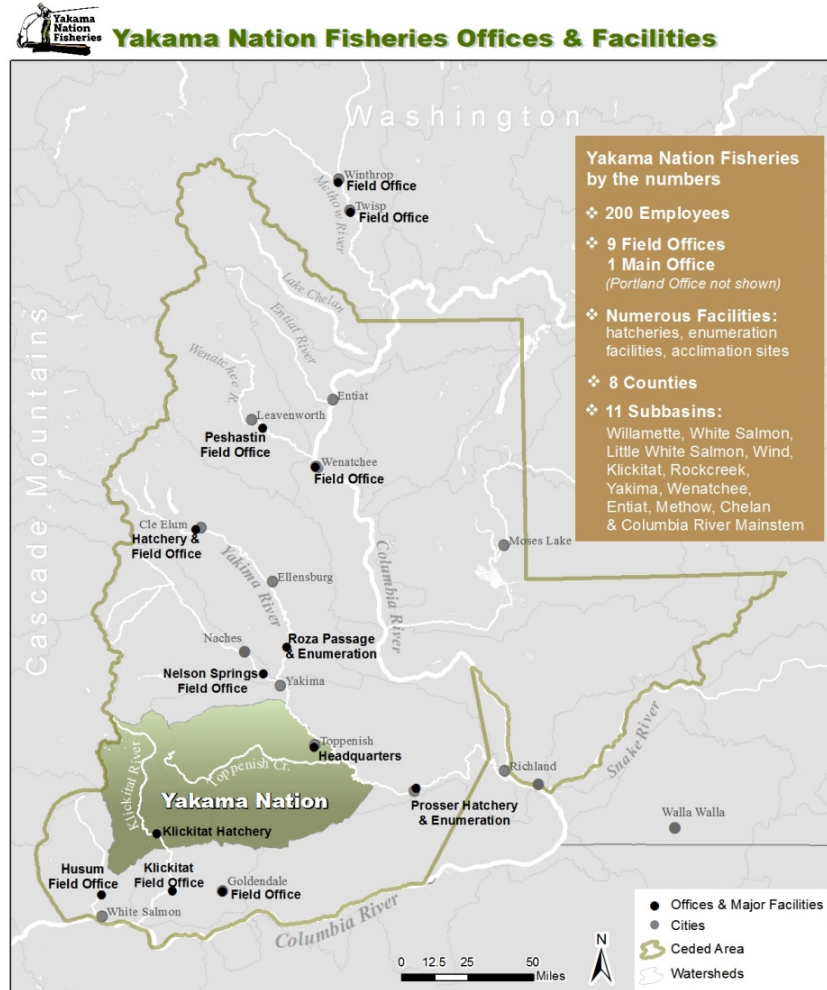 Yakama
Nation
Fisheries
Yakama Nation Fisheries Offices & Facilities
Washington
Cascade Mountains
Yakama Nation Fisheries
by the numbers
❖ 200 Employees
❖ 9 Field Offices
1 Main Office
(Portland Office not shown)
❖ Numerous Facilities:
hatcheries, enumeration
facilities, acclimation sites
❖ 8 Counties
❖ 11 Subbasins:
Willamette, White Salmon,
Little White Salmon, Wind,
Klickitat, Rockcreek,
Yakima, Wenatchee,
Entiat, Methow, Chelan
& Columbia River Mainstem
Winthrop
Field Office
Methow River
Twisp
Field Office
Lake Chelan
Entiat River
Wenatchee R.
Entiat
Leavenworth
Peshastin
Field Office
Wenatchee
Field Office
Cle Elum
Hatchery &
Field Office
Yakima River
Ellensburg
Columbia River
Moses Lake
Naches
Roza Passage
& Enumeration
Nelson Springs
Field Office
Yakima
Toppenish
Headquarters
Klickitat River
Toppenish Cr.
Yakama Nation
Klickitat Hatchery
Prosser Hatchery
& Enumeration
Richland
Snake River
Walla Walla
Husum
Field Office
Klickitat
Field Office
Goldendale
Field Office
White Salmon
Columbia River
0 12.5 25 50
Miles
N
Offices & Major Facilities
Cities
Ceded Area
Watersheds